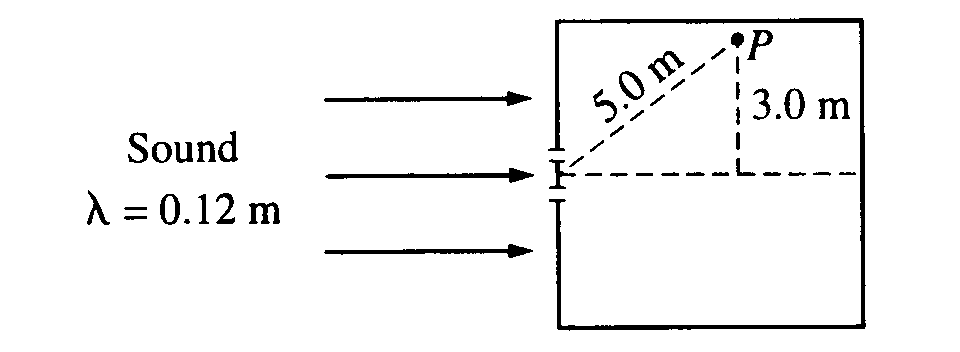 P
5.0 m
3.0 m
Sound
λ = 0.12 m